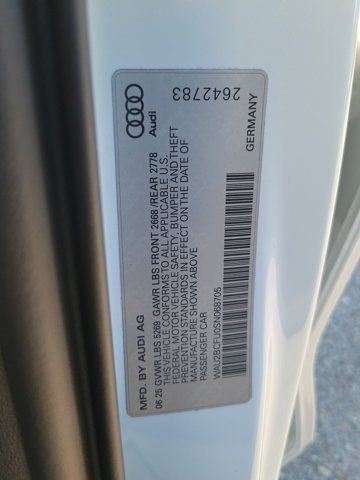 Audi
2642783
MFD. BY AUDI AG
06 25 GVWR LBS 5269 GAWR LBS FRONT 2668 /REAR 2778
THIS VEHICLE CONFORMS TO ALL APPLICABLE U.S.
FEDERAL MOTOR VEHICLE SAFETY, BUMPER AND THEFT
PREVENTION STANDARDS IN EFFECT ON THE DATE OF
MANUFACTURE SHOWN ABOVE.
PASSENGER CAR
WAU2BCFU0SN068705
GERMANY